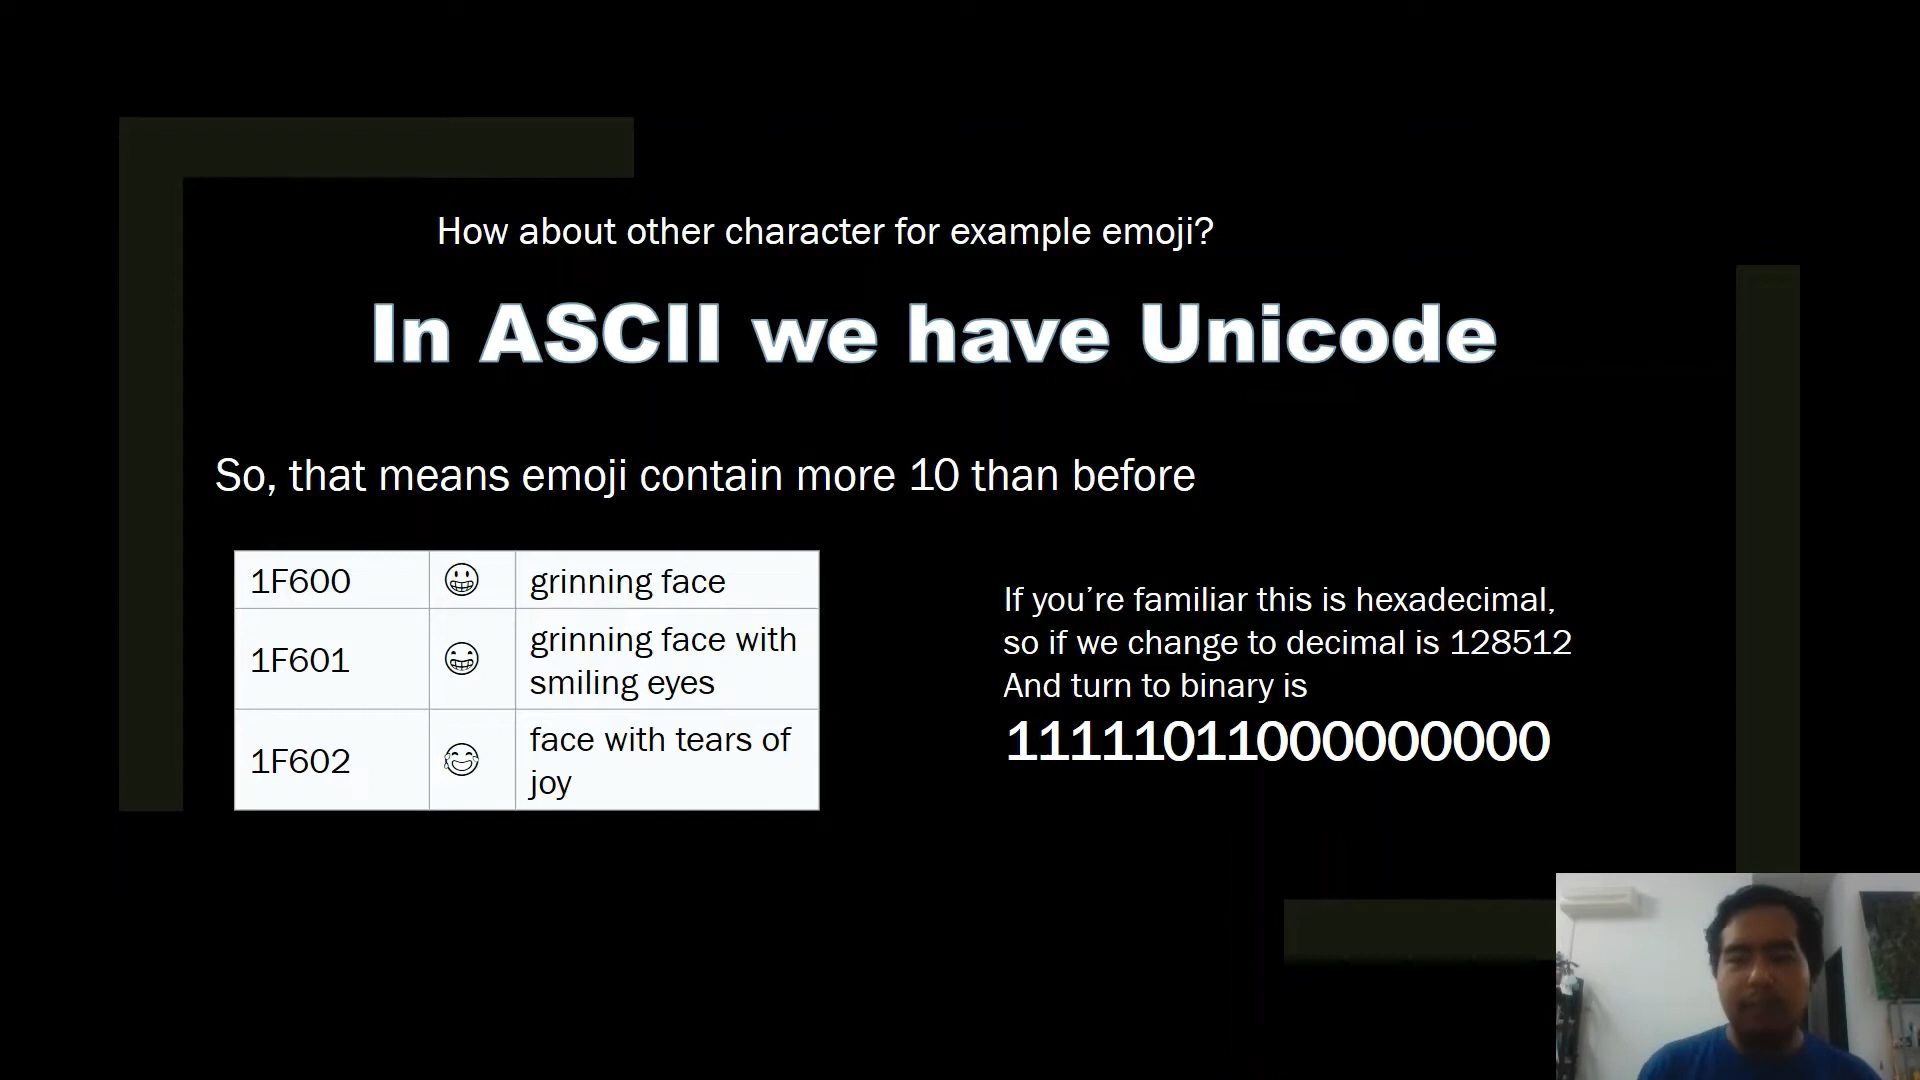 How about other character for example emoji?
In ASCII we have Unicode
So, that means emoji contain more 10 than before
1F600 😀 grinning face
1F601 😁 grinning face with
smiling eyes
1F602 😂 face with tears of
joy
If you’re familiar this is hexadecimal,
so if we change to decimal is 128512
And turn to binary is
11111011000000000